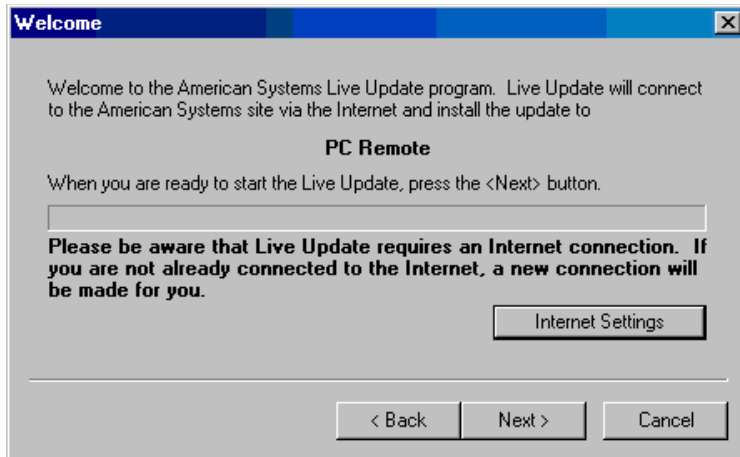 Welcome
Welcome to the American Systems Live Update program.  Live Update will connect
to the American Systems site via the Internet and install the update to
PC Remote
When you are ready to start the Live Update, press the <Next> button.
Please be aware that Live Update requires an Internet connection.  If
you are not already connected to the Internet, a new connection will
be made for you.
Internet Settings
< Back
Next >
Cancel